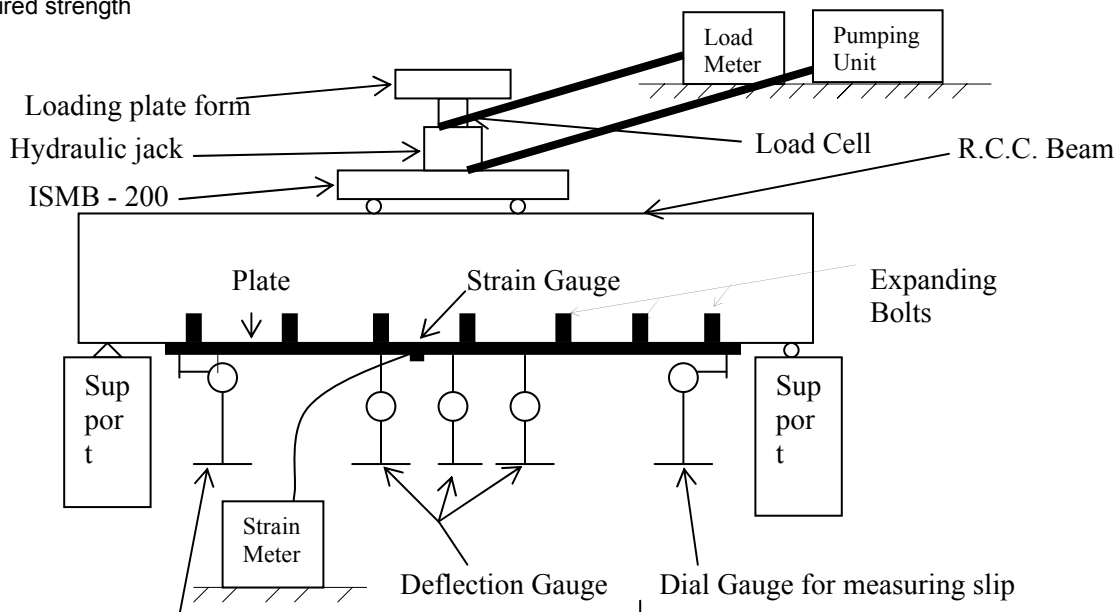 ired strength
Load
Meter
Pumping
Unit
Loading plate form
Hydraulic jack
Load Cell
R.C.C. Beam
ISMB - 200
Plate
Strain Gauge
Expanding
Bolts
Sup
por
t
Sup
por
t
Strain
Meter
Deflection Gauge
Dial Gauge for measuring slip